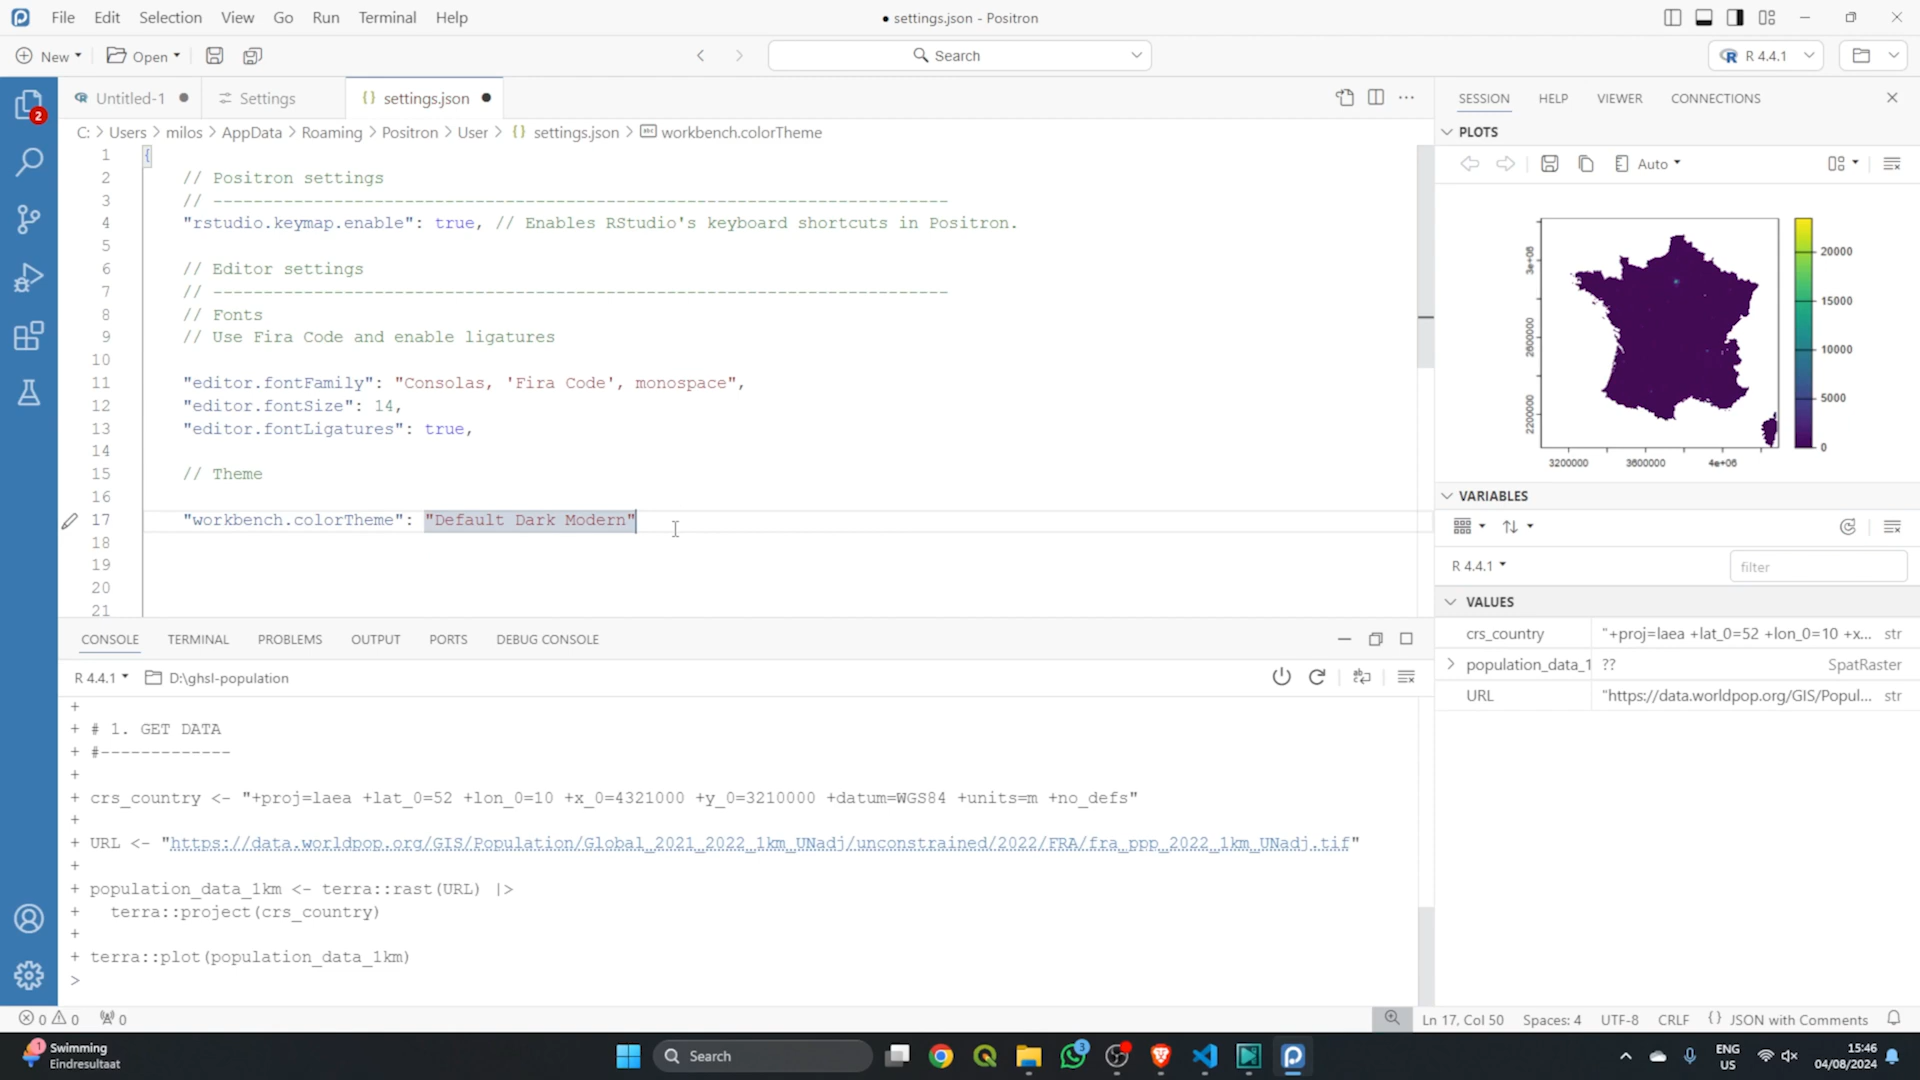 File Edit Selection View Go Run Terminal Help
● settings.json - Positron
New Open Search R 4.4.1
Untitled-1 Settings {} settings.json
SESSION HELP VIEWER CONNECTIONS
C: > Users > milos > AppData > Roaming > Positron > User > {} settings.json > workbench.colorTheme
1 {
2 // Positron settings
3 // -------------------------------------------------------------------------
4 "rstudio.keymap.enable": true, // Enables RStudio's keyboard shortcuts in Positron.
5
6 // Editor settings
7 // -------------------------------------------------------------------------
8 // Fonts
9 // Use Fira Code and enable ligatures
10
11 "editor.fontFamily": "Consolas, 'Fira Code', monospace",
12 "editor.fontSize": 14,
13 "editor.fontLigatures": true,
14
15 // Theme
16
17 "workbench.colorTheme": "Default Dark Modern"
18
19
20
21
PLOTS
Auto
3e+06
2600000
2200000
3200000 3600000 4e+06
20000
15000
10000
5000
0
VARIABLES
R 4.4.1 filter
VALUES
crs_country "+proj=laea +lat_0=52 +lon_0=10 +x... str
population_data_1 ?? SpatRaster
URL "https://data.worldpop.org/GIS/Popul... str
CONSOLE TERMINAL PROBLEMS OUTPUT PORTS DEBUG CONSOLE
R 4.4.1 D:\ghsl-population
+
+ # 1. GET DATA
+ #-------------
+
+ crs_country <- "+proj=laea +lat_0=52 +lon_0=10 +x_0=4321000 +y_0=3210000 +datum=WGS84 +units=m +no_defs"
+
+ URL <- "https://data.worldpop.org/GIS/Population/Global_2021_2022_1km_UNadj/unconstrained/2022/FRA/fra_ppp_2022_1km_UNadj.tif"
+
+ population_data_1km <- terra::rast(URL) |>
+ terra::project(crs_country)
+
+ terra::plot(population_data_1km)
>
2
0 0 0
Ln 17, Col 50 Spaces: 4 UTF-8 CRLF {} JSON with Comments
1
Swimming
Eindresultaat
Search
3
ENG
US
15:46
04/08/2024